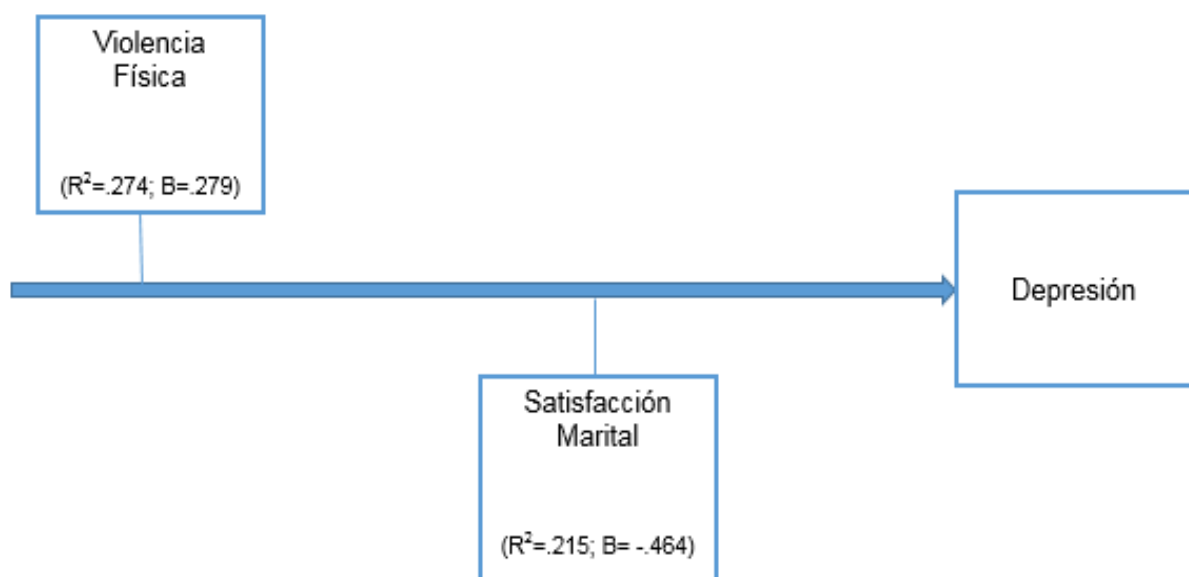 Violencia
Física
(R²=.274; B=.279)
Depresión
Satisfacción
Marital
(R²=.215; B= -.464)